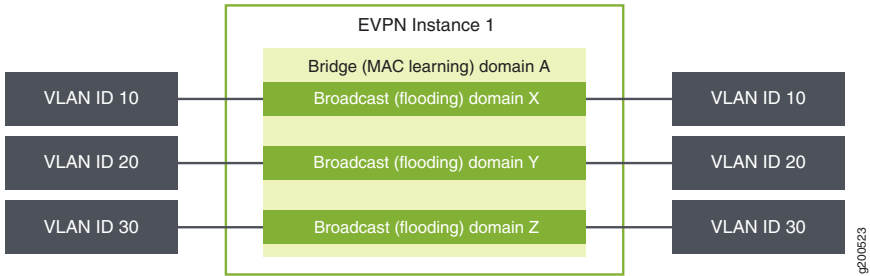 EVPN Instance 1
Bridge (MAC learning) domain A
VLAN ID 10
Broadcast (flooding) domain X
VLAN ID 10
VLAN ID 20
Broadcast (flooding) domain Y
VLAN ID 20
VLAN ID 30
Broadcast (flooding) domain Z
VLAN ID 30
g200523